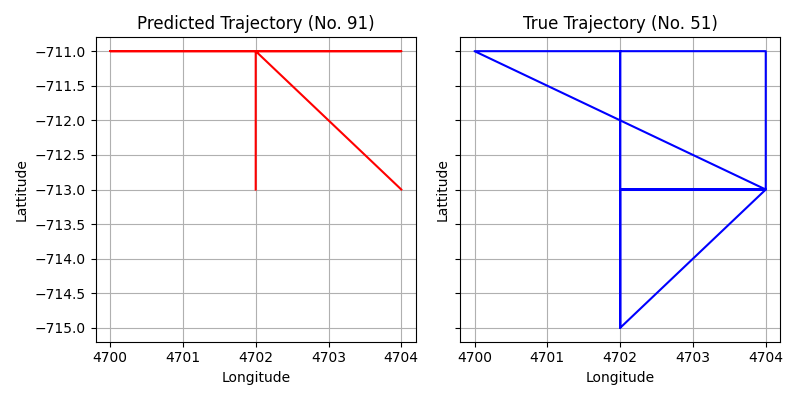 Predicted Trajectory (No. 91)
True Trajectory (No. 51)
−711.0
−711.5
−712.0
−712.5
−713.0
−713.5
−714.0
−714.5
−715.0
Lattitude
Lattitude
4700 4701 4702 4703 4704
4700 4701 4702 4703 4704
Longitude
Longitude